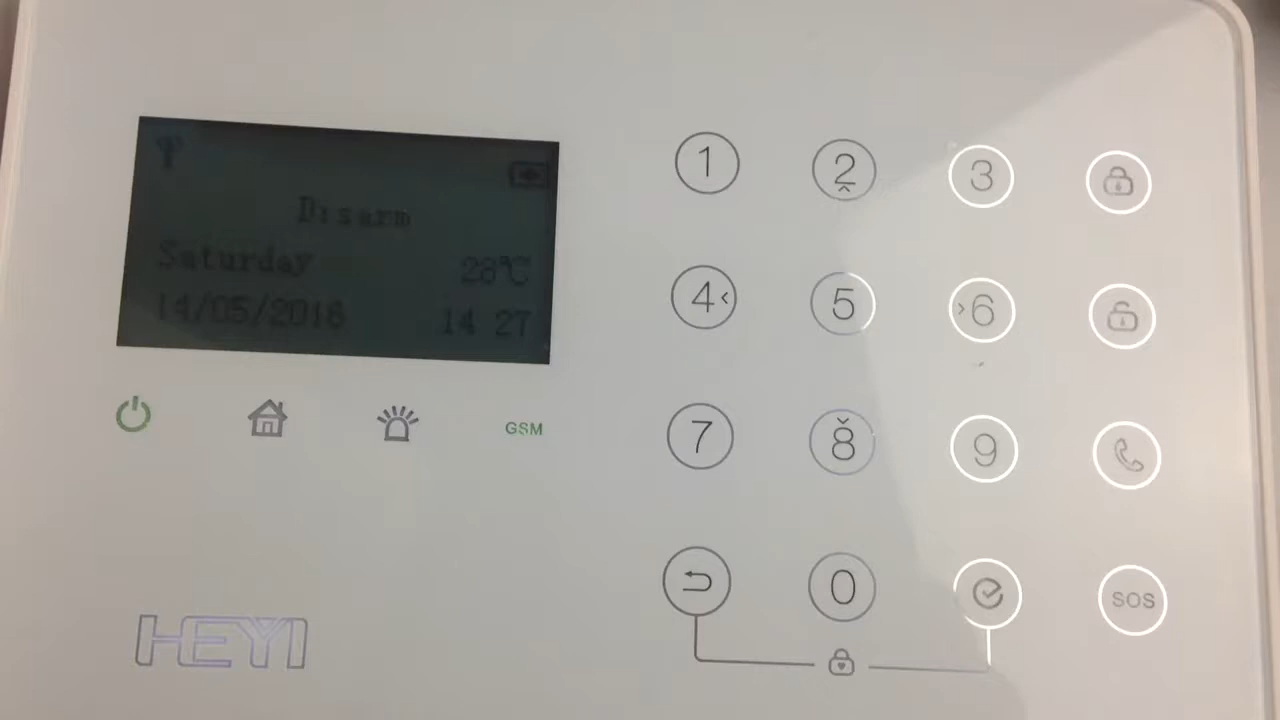 Disarm
Saturday 28℃
14/05/2016 14 27
GSM
HEYI
1 2 3
4 5 6
7 8 9
0 SOS